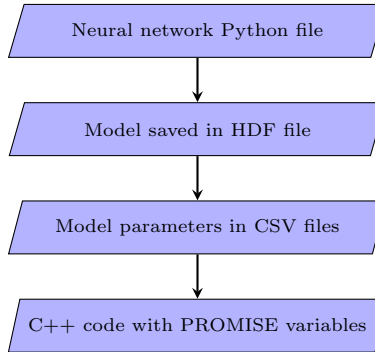 Neural network Python file
Model saved in HDF file
Model parameters in CSV files
C++ code with PROMISE variables